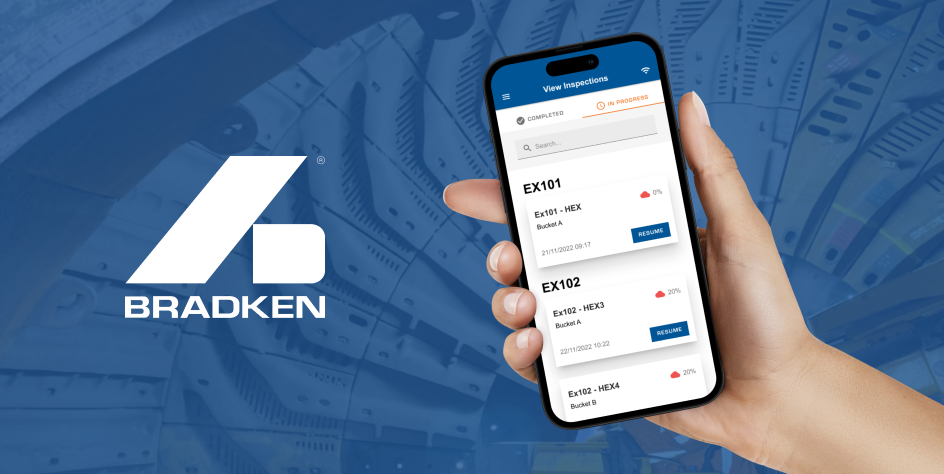 ®
BRADKEN
View Inspections
COMPLETED
IN PROGRESS
Search...
EX101
Ex101 - HEX
0%
Bucket A
21/11/2022 09:17
RESUME
EX102
Ex102 - HEX3
20%
Bucket A
22/11/2022 10:22
RESUME
Ex102 - HEX4
20%
Bucket B